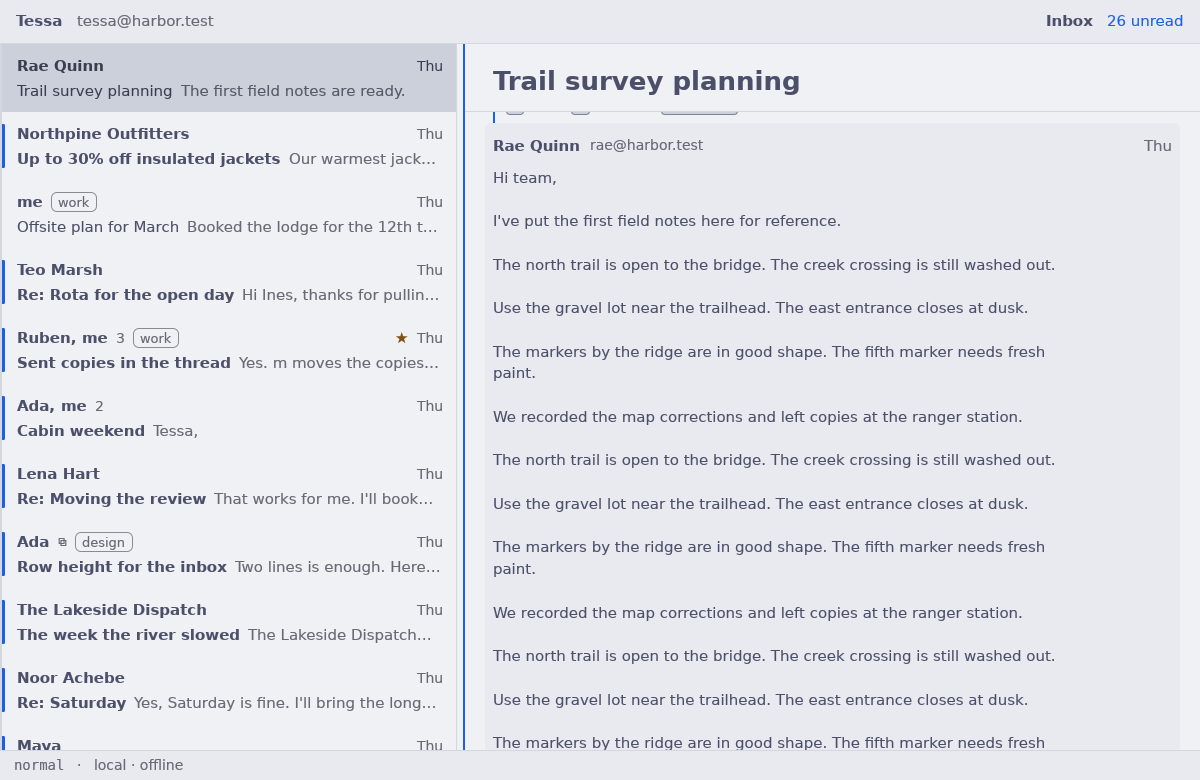 Tessa tessa@harbor.test
Inbox 26 unread
Rae Quinn Thu
Trail survey planning The first field notes are ready.
Northpine Outfitters Thu
Up to 30% off insulated jackets Our warmest jack…
me work Thu
Offsite plan for March Booked the lodge for the 12th t…
Teo Marsh Thu
Re: Rota for the open day Hi Ines, thanks for pullin…
Ruben, me 3 work ★ Thu
Sent copies in the thread Yes. m moves the copies…
Ada, me 2 Thu
Cabin weekend Tessa,
Lena Hart Thu
Re: Moving the review That works for me. I'll book…
Ada design Thu
Row height for the inbox Two lines is enough. Here…
The Lakeside Dispatch Thu
The week the river slowed The Lakeside Dispatch…
Noor Achebe Thu
Re: Saturday Yes, Saturday is fine. I'll bring the long…
Maya Thu
Trail survey planning
Rae Quinn rae@harbor.test Thu
Hi team,
I've put the first field notes here for reference.
The north trail is open to the bridge. The creek crossing is still washed out.
Use the gravel lot near the trailhead. The east entrance closes at dusk.
The markers by the ridge are in good shape. The fifth marker needs fresh
paint.
We recorded the map corrections and left copies at the ranger station.
The north trail is open to the bridge. The creek crossing is still washed out.
Use the gravel lot near the trailhead. The east entrance closes at dusk.
The markers by the ridge are in good shape. The fifth marker needs fresh
paint.
We recorded the map corrections and left copies at the ranger station.
The north trail is open to the bridge. The creek crossing is still washed out.
Use the gravel lot near the trailhead. The east entrance closes at dusk.
The markers by the ridge are in good shape. The fifth marker needs fresh
normal · local · offline